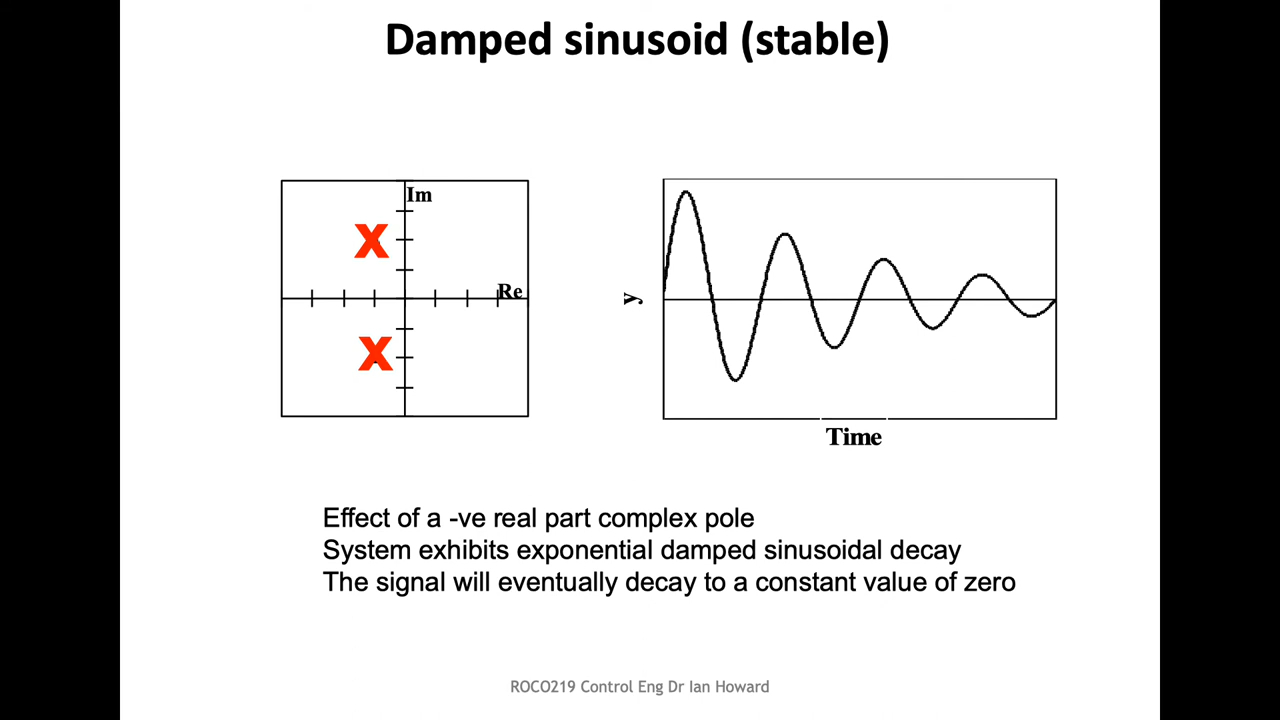 Damped sinusoid (stable)
Im
X
Re
X
y
Time
Effect of a -ve real part complex pole
System exhibits exponential damped sinusoidal decay
The signal will eventually decay to a constant value of zero
ROCO219 Control Eng Dr Ian Howard